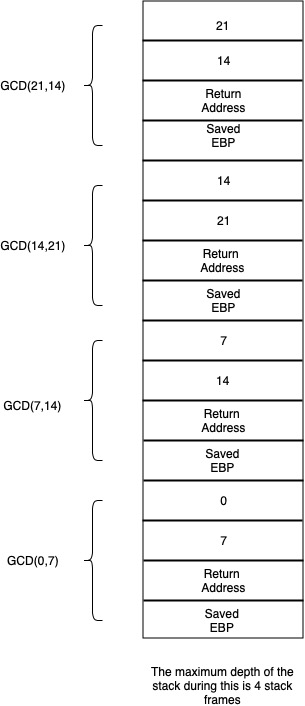 21
14
GCD(21,14)
Return
Address
Saved
EBP
14
21
GCD(14,21)
Return
Address
Saved
EBP
7
14
GCD(7,14)
Return
Address
Saved
EBP
0
7
GCD(0,7)
Return
Address
Saved
EBP
The maximum depth of the
stack during this is 4 stack
frames